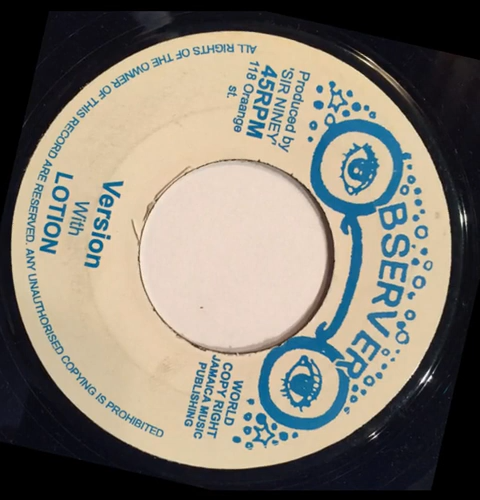 OBSERVER
Produced by
'SIR NINEY'
45RPM
118 Oraange
st.
WORLD
COPY RIGHT
JAMAICA MUSIC
PUBLISHING
Version
With
LOTION
ALL RIGHTS OF THE OWNER OF THIS RECORD ARE RESERVED. ANY UNAUTHORISED COPYING IS PROHIBITED